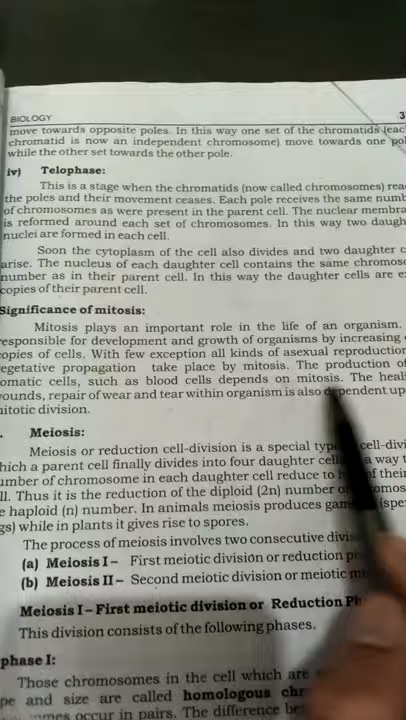 BIOLOGY 3
move towards opposite poles. In this way one set of the chromatids (eac
chromatid is now an independent chromosome) move towards one pol
while the other set towards the other pole.
iv) Telophase:
This is a stage when the chromatids (now called chromosomes) rea
the poles and their movement ceases. Each pole receives the same numb
of chromosomes as were present in the parent cell. The nuclear membra
is reformed around each set of chromosomes. In this way two daugh
nuclei are formed in each cell.
Soon the cytoplasm of the cell also divides and two daughter c
arise. The nucleus of each daughter cell contains the same chromoso
number as in their parent cell. In this way the daughter cells are e
copies of their parent cell.
Significance of mitosis:
Mitosis plays an important role in the life of an organism.
responsible for development and growth of organisms by increasing
opies of cells. With few exception all kinds of asexual reproduction
egetative propagation take place by mitosis. The production of
omatic cells, such as blood cells depends on mitosis. The heali
ounds, repair of wear and tear within organism is also dependent up
nitotic division.
. Meiosis:
Meiosis or reduction cell-division is a special type cell-divi
hich a parent cell finally divides into four daughter cell a way t
umber of chromosome in each daughter cell reduce to of their
ll. Thus it is the reduction of the diploid (2n) number omos
e haploid (n) number. In animals meiosis produces gam (spe
gs) while in plants it gives rise to spores.
The process of meiosis involves two consecutive divis
(a) Meiosis I – First meiotic division or reduction p
(b) Meiosis II – Second meiotic division or meiotic m
Meiosis I – First meiotic division or Reduction Ph
This division consists of the following phases.
phase I:
Those chromosomes in the cell which are
pe and size are called homologous chr
omes occur in pairs. The difference be